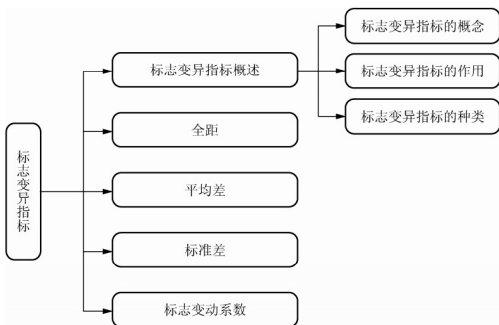 标志变异指标
标志变异指标概述
全距
平均差
标准差
标志变动系数
标志变异指标的概念
标志变异指标的作用
标志变异指标的种类